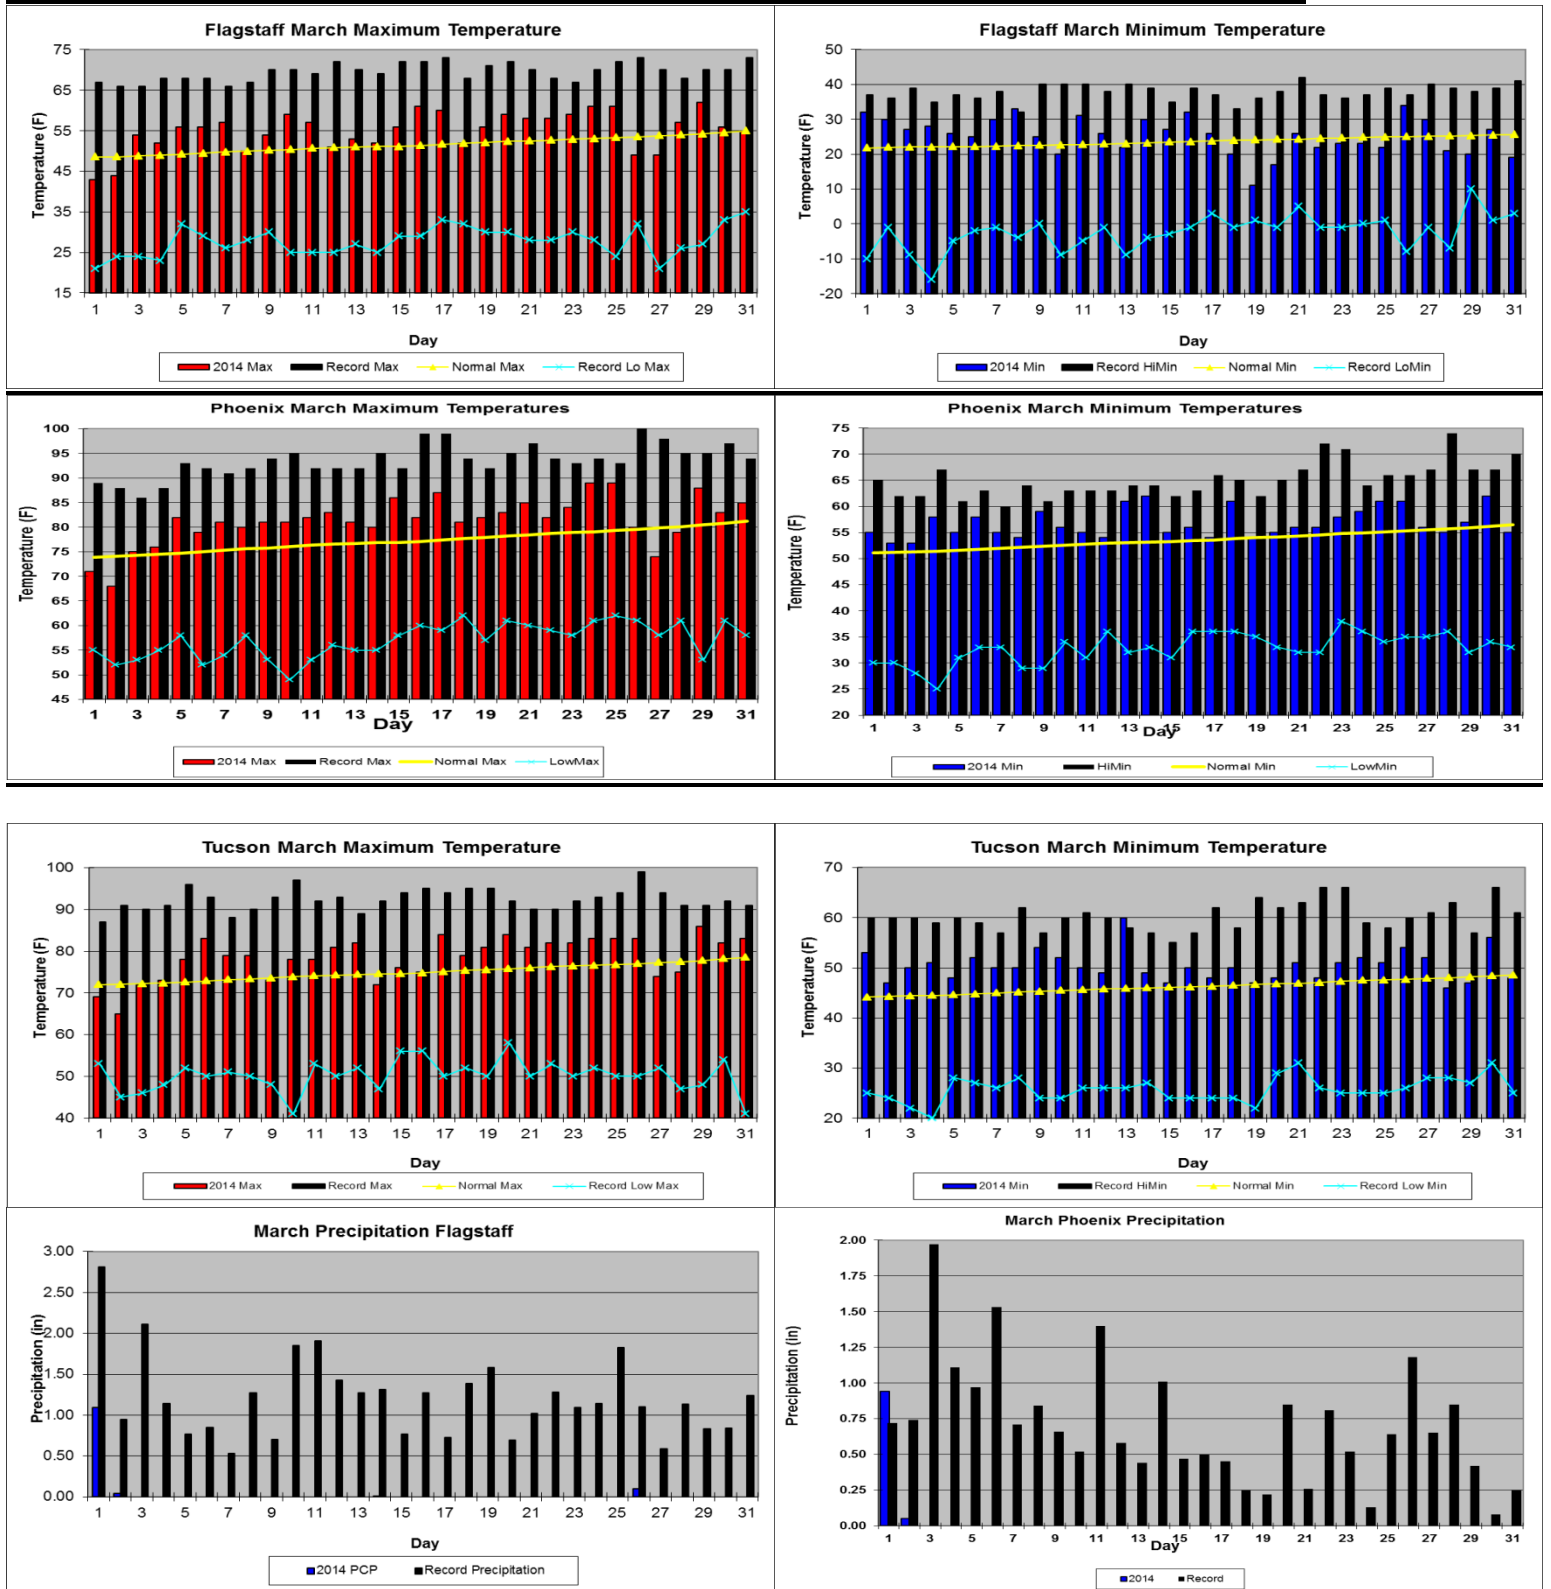 Flagstaff March Maximum Temperature
75
65
55
45
35
25
15
Temperature (F)
1 3 5 7 9 11 13 15 17 19 21 23 25 27 29 31
Day
2014 Max Record Max Normal Max Record Lo Max
Flagstaff March Minimum Temperature
50
40
30
20
10
0
-10
-20
Temperature (F)
1 3 5 7 9 11 13 15 17 19 21 23 25 27 29 31
Day
2014 Min Record HiMin Normal Min Record LoMin
Phoenix March Maximum Temperatures
100
95
90
85
80
75
70
65
60
55
50
45
Temperature (F)
1 3 5 7 9 11 13 15 17 19 21 23 25 27 29 31
Day
2014 Max Record Max Normal Max LowMax
Phoenix March Minimum Temperatures
75
70
65
60
55
50
45
40
35
30
25
20
Temperature (F)
1 3 5 7 9 11 13 15 17 19 21 23 25 27 29 31
Day
2014 Min HiMin Normal Min LowMin
Tucson March Maximum Temperature
100
90
80
70
60
50
40
Temperature (F)
1 3 5 7 9 11 13 15 17 19 21 23 25 27 29 31
Day
2014 Max Record Max Normal Max Record Low Max
Tucson March Minimum Temperature
70
60
50
40
30
20
Temperature (F)
1 3 5 7 9 11 13 15 17 19 21 23 25 27 29 31
Day
2014 Min Record HiMin Normal Min Record Low Min
March Precipitation Flagstaff
3.00
2.50
2.00
1.50
1.00
0.50
0.00
Precipitation (in)
1 3 5 7 9 11 13 15 17 19 21 23 25 27 29 31
Day
2014 PCP Record Precipitation
March Phoenix Precipitation
2.00
1.75
1.50
1.25
1.00
0.75
0.50
0.25
0.00
Precipitation (in)
1 3 5 7 9 11 13 15 17 19 21 23 25 27 29 31
Day
2014 Record